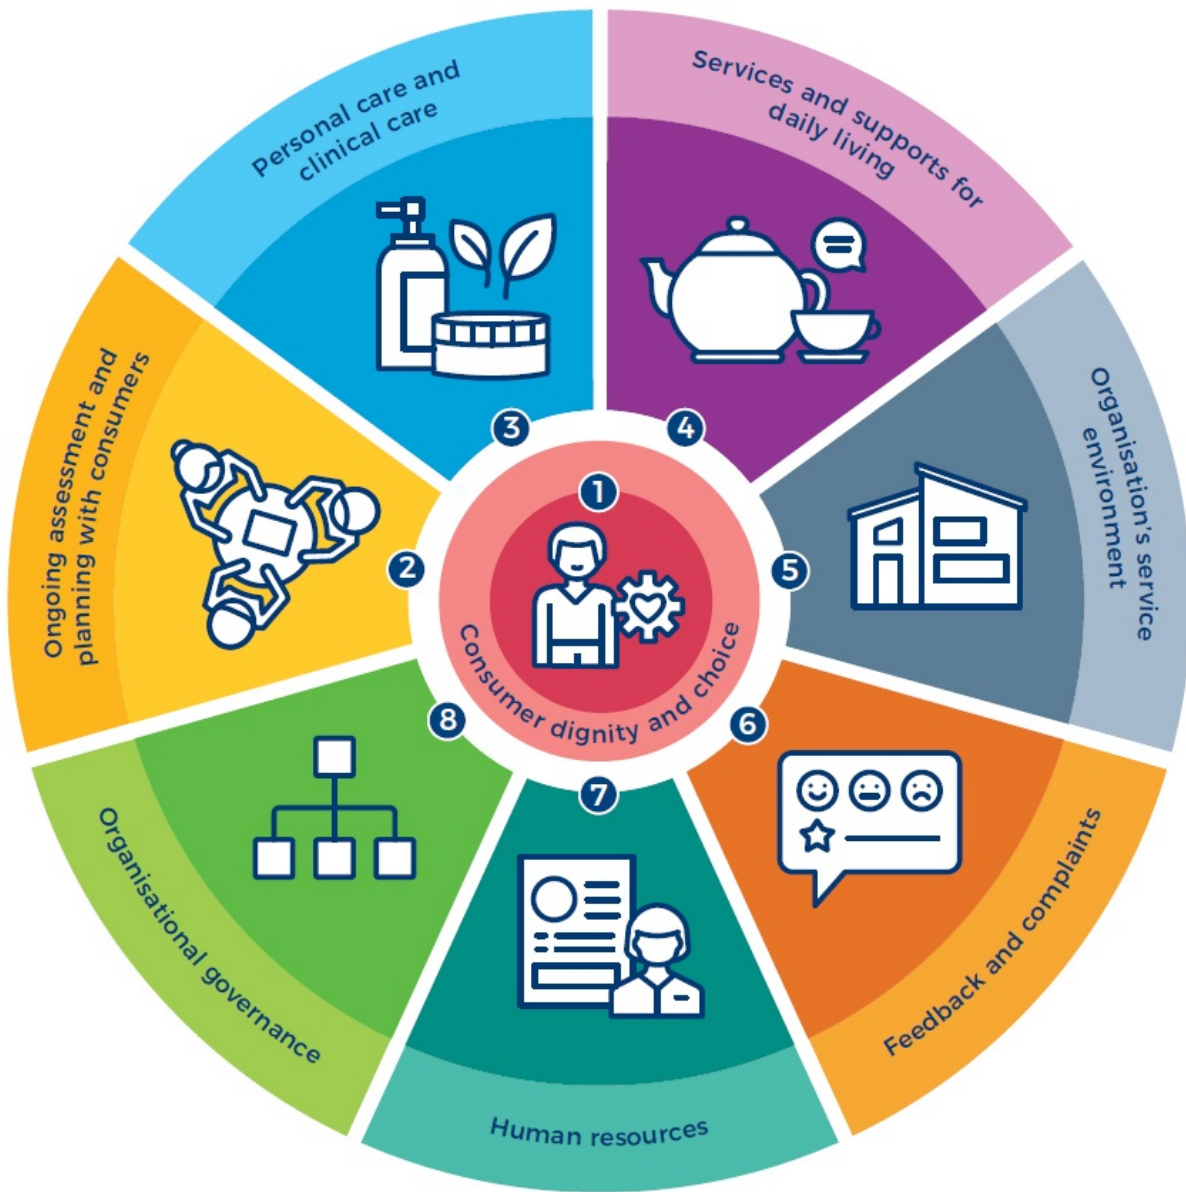 1
Consumer dignity and choice
2
Ongoing assessment and
planning with consumers
3
Personal care and
clinical care
4
Services and supports for
daily living
5
Organisation's service
environment
6
Feedback and complaints
7
Human resources
8
Organisational governance